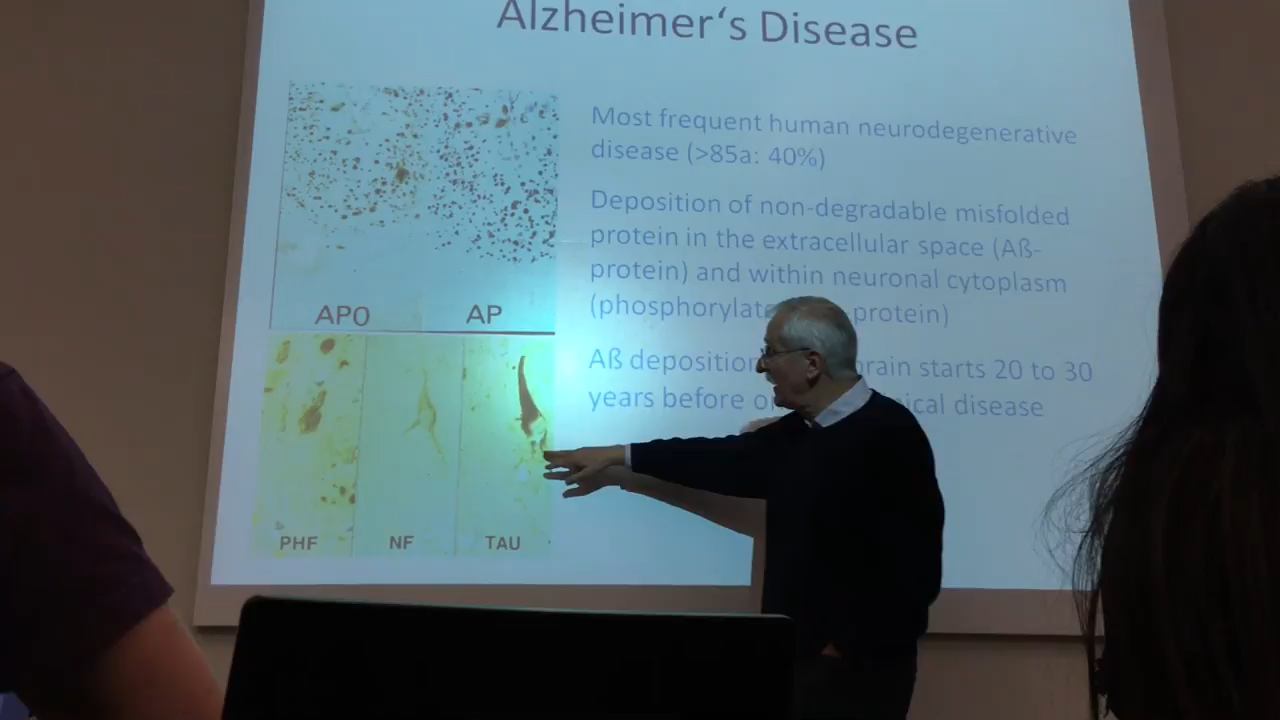 Alzheimer‘s Disease
Most frequent human neurodegenerative
disease (>85a: 40%)
Deposition of non-degradable misfolded
protein in the extracellular space (Aß-
protein) and within neuronal cytoplasm
(phosphorylat protein)
Aß deposition brain starts 20 to 30
years before disease
APO AP
PHF NF TAU